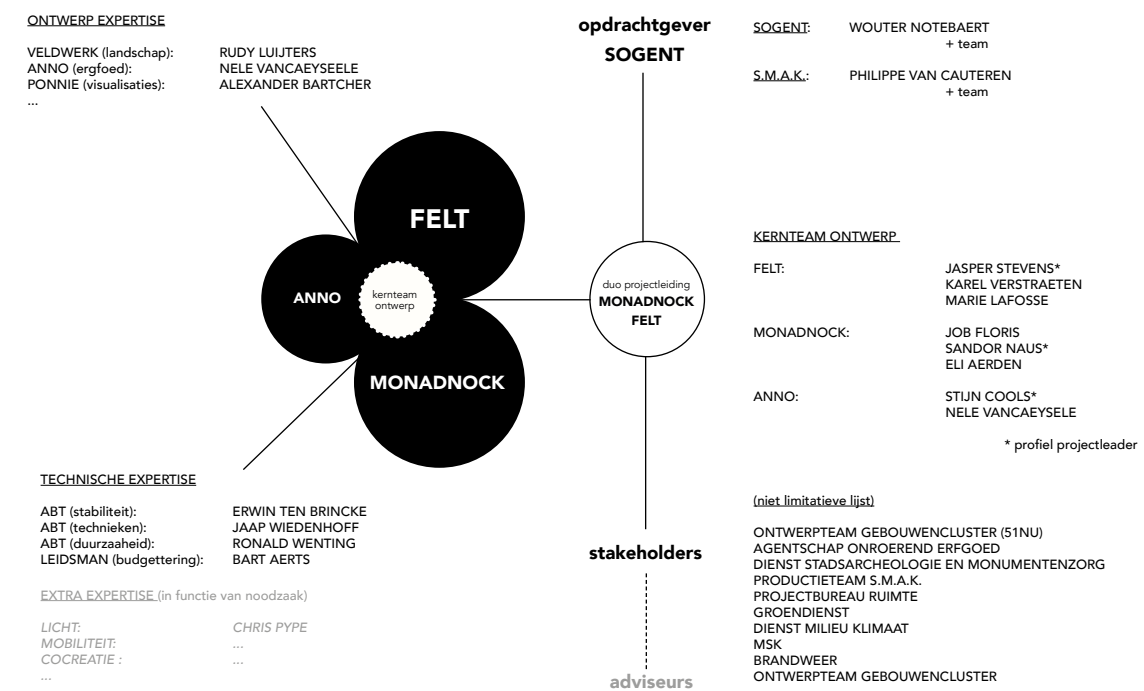 ONTWERP EXPERTISE
VELDWERK (landschap): RUDY LUIJTERS
ANNO (ergfoed): NELE VANCAEYSEELE
PONNIE (visualisaties): ALEXANDER BARTCHER
...
opdrachtgever
SOGENT
SOGENT: WOUTER NOTEBAERT
+ team
S.M.A.K.: PHILIPPE VAN CAUTEREN
+ team
FELT
ANNO
kernteam
ontwerp
MONADNOCK
duo projectleiding
MONADNOCK
FELT
KERNTEAM ONTWERP
FELT: JASPER STEVENS*
KAREL VERSTRAETEN
MARIE LAFOSSE
MONADNOCK: JOB FLORIS
SANDOR NAUS*
ELI AERDEN
ANNO: STIJN COOLS*
NELE VANCAEYSELE
* profiel projectleader
TECHNISCHE EXPERTISE
ABT (stabiliteit): ERWIN TEN BRINCKE
ABT (technieken): JAAP WIEDENHOFF
ABT (duurzaaheid): RONALD WENTING
LEIDSMAN (budgettering): BART AERTS
EXTRA EXPERTISE (in functie van noodzaak)
LICHT: CHRIS PYPE
MOBILITEIT: ...
COCREATIE : ...
...
stakeholders
adviseurs
(niet limitatieve lijst)
ONTWERPTEAM GEBOUWENCLUSTER (51NU)
AGENTSCHAP ONROEREND ERFGOED
DIENST STADSARCHEOLOGIE EN MONUMENTENZORG
PRODUCTIETEAM S.M.A.K.
PROJECTBUREAU RUIMTE
GROENDIENST
DIENST MILIEU KLIMAAT
MSK
BRANDWEER
ONTWERPTEAM GEBOUWENCLUSTER